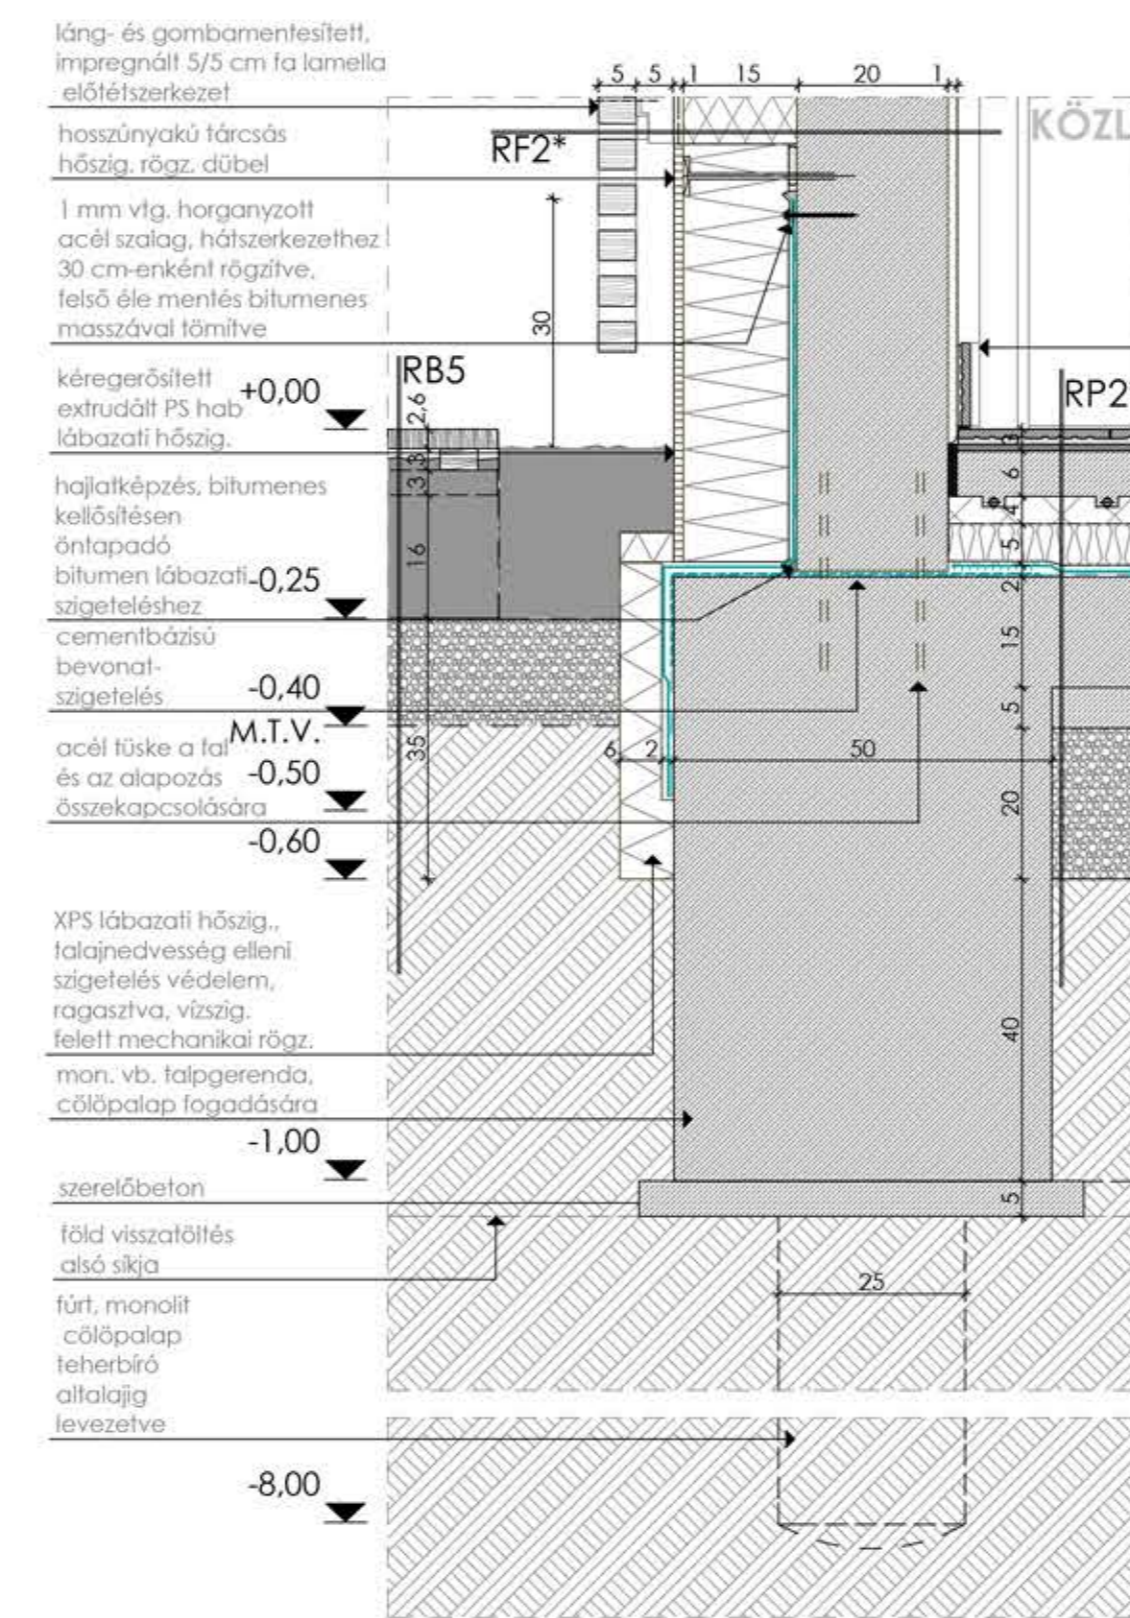 láng- és gombamentesített,
impregnált 5/5 cm fa lamella
előtétszerkezet
hosszúnyakú tárcsás
hőszig. rögz. dübel
1 mm vtg. horganyzott
acél szalag, hátszerkezethez
30 cm-enként rögzítve,
felső éle mentés bitumenes
masszával tömítve
kéregerősített
extrudált PS hab
lábazati hőszig.
+0,00
hajlatképzés, bitumenes
kellősítésen
öntapadó
bitumen lábazati
szigeteléshez
-0,25
cementbázisú
bevonat-
szigetelés
-0,40
M.T.V.
acél tüske a fal
és az alapozás
összekapcsolására
-0,50
-0,60
XPS lábazati hőszig.,
talajnedvesség elleni
szigetelés védelem,
ragasztva, vízszig.
felett mechanikai rögz.
mon. vb. talpgerenda,
cölöpalap fogadására
-1,00
szerelőbeton
föld visszatöltés
alsó síkja
fúrt, monolit
cölöpalap
teherbíró
altalajig
levezetve
-8,00
5 5 1 15 20 1
KÖZL
RF2*
30
RB5
RP2
2,6
3
3
16
35
3
6
4
5
2
15
5
20
40
5
6 2 50
25